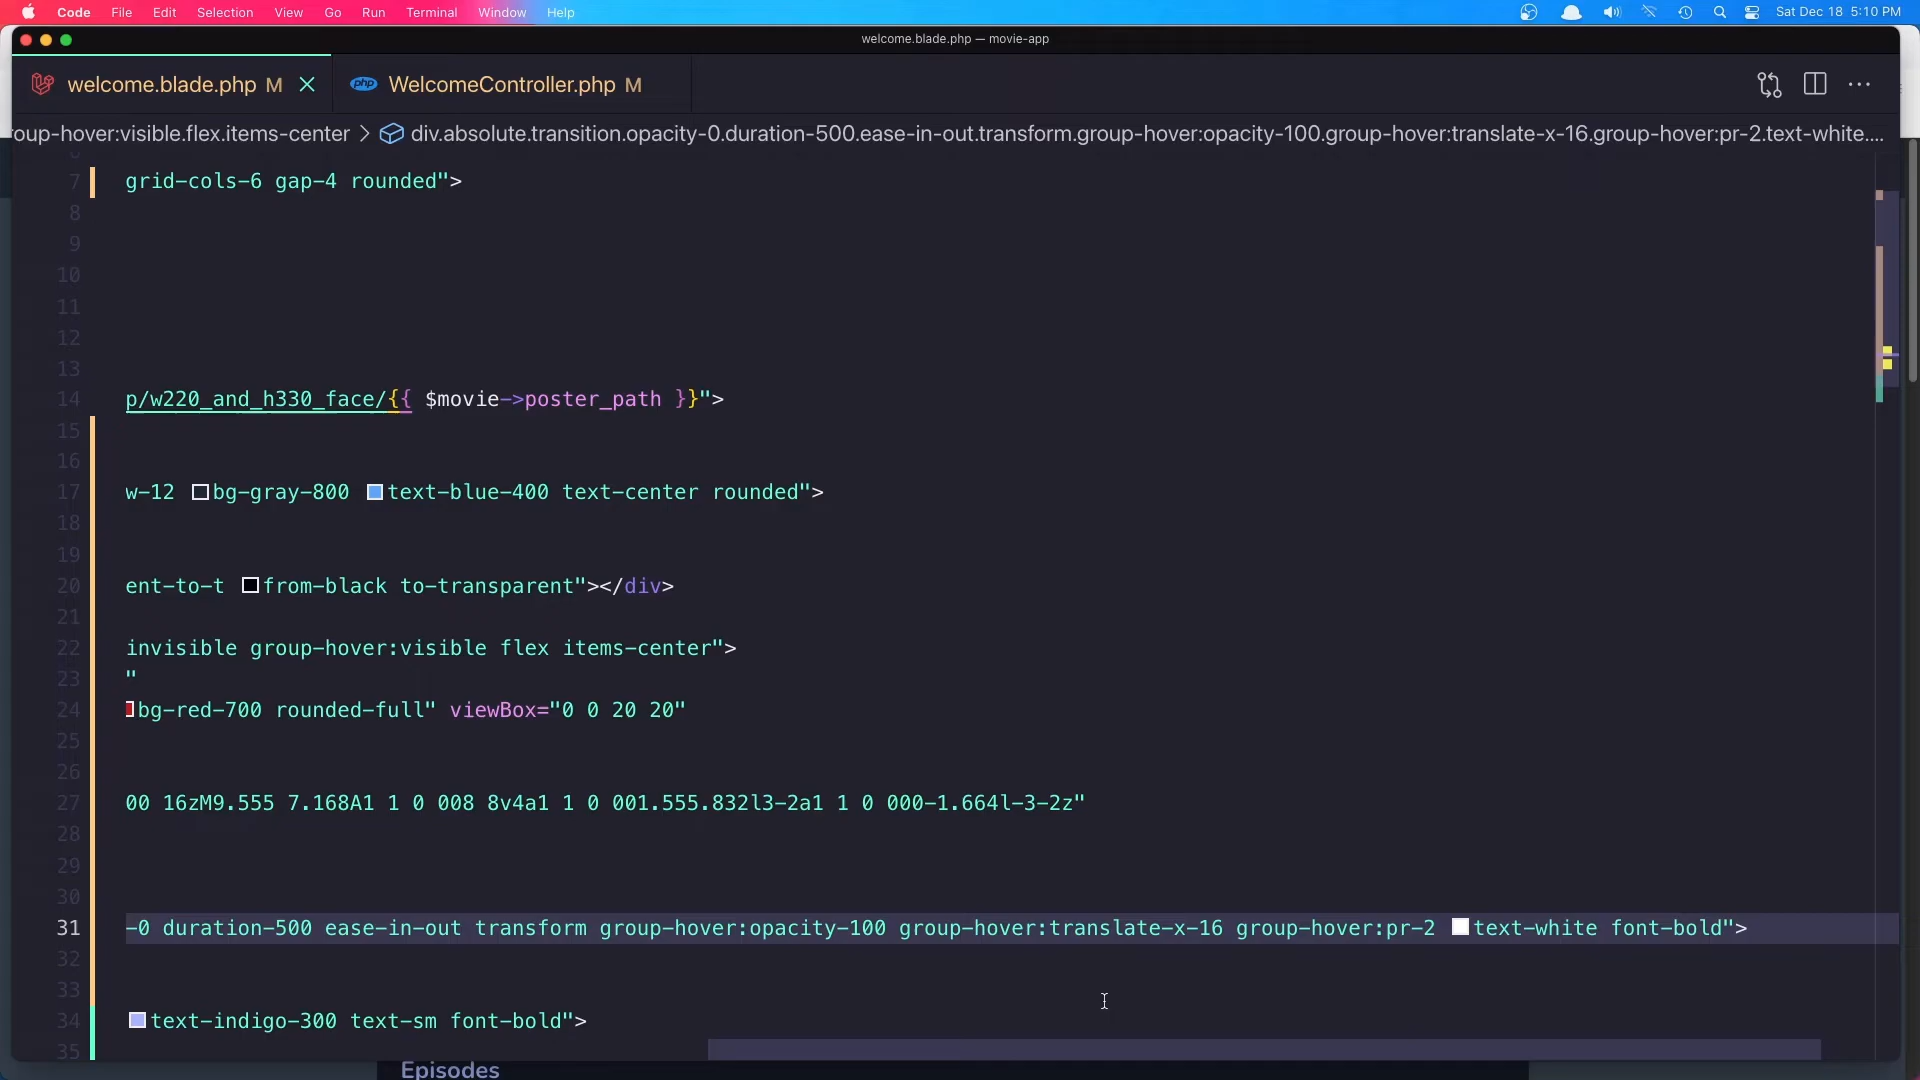 Code File Edit Selection View Go Run Terminal Window Help Sat Dec 18 5:10 PM
welcome.blade.php — movie-app
welcome.blade.php M WelcomeController.php M
roup-hover:visible.flex.items-center > div.absolute.transition.opacity-0.duration-500.ease-in-out.transform.group-hover:opacity-100.group-hover:translate-x-16.group-hover:pr-2.text-white....
7 grid-cols-6 gap-4 rounded">
8
9
10
11
12
13
14 p/w220_and_h330_face/{{ $movie->poster_path }}">
15
16
17 w-12 bg-gray-800 text-blue-400 text-center rounded">
18
19
20 ent-to-t from-black to-transparent"></div>
21
22 invisible group-hover:visible flex items-center">
23 "
24 bg-red-700 rounded-full" viewBox="0 0 20 20"
25
26
27 00 16zM9.555 7.168A1 1 0 008 8v4a1 1 0 001.555.832l3-2a1 1 0 000-1.664l-3-2z"
28
29
30
31 -0 duration-500 ease-in-out transform group-hover:opacity-100 group-hover:translate-x-16 group-hover:pr-2 text-white font-bold">
32
33
34 text-indigo-300 text-sm font-bold">
35
Episodes